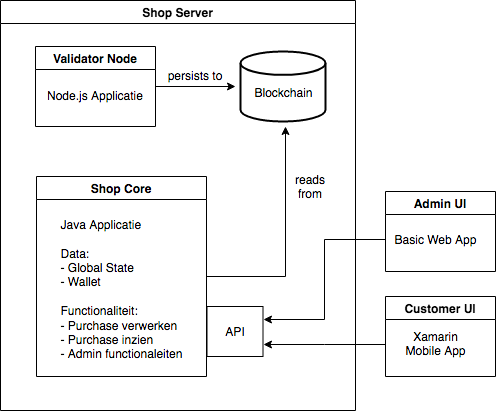 Shop Server
Validator Node
Node.js Applicatie
persists to
Blockchain
reads
from
Shop Core
Java Applicatie
Data:
- Global State
- Wallet
Functionaliteit:
- Purchase verwerken
- Purchase inzien
- Admin functionaleiten
API
Admin UI
Basic Web App
Customer UI
Xamarin
Mobile App